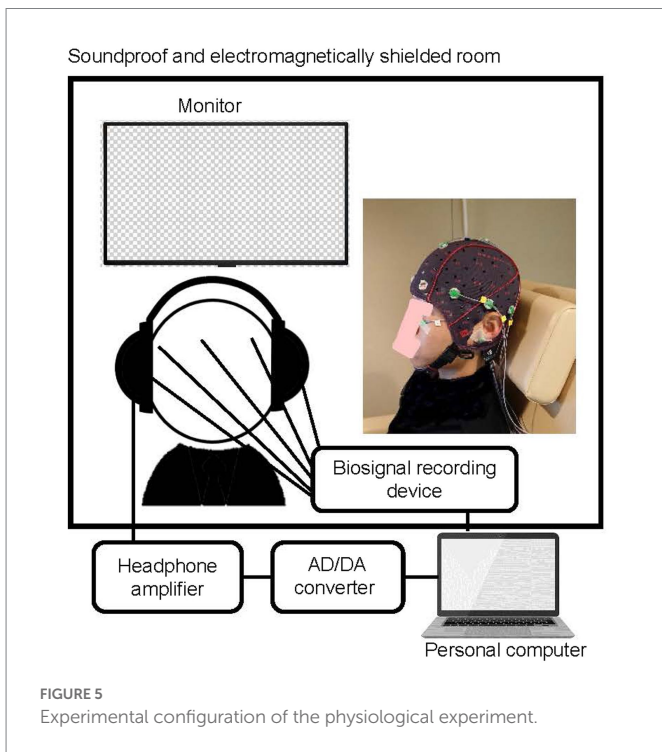 Soundproof and electromagnetically shielded room
Monitor
Biosignal recording
device
Headphone
amplifier
AD/DA
converter
Personal computer
FIGURE 5
Experimental configuration of the physiological experiment.